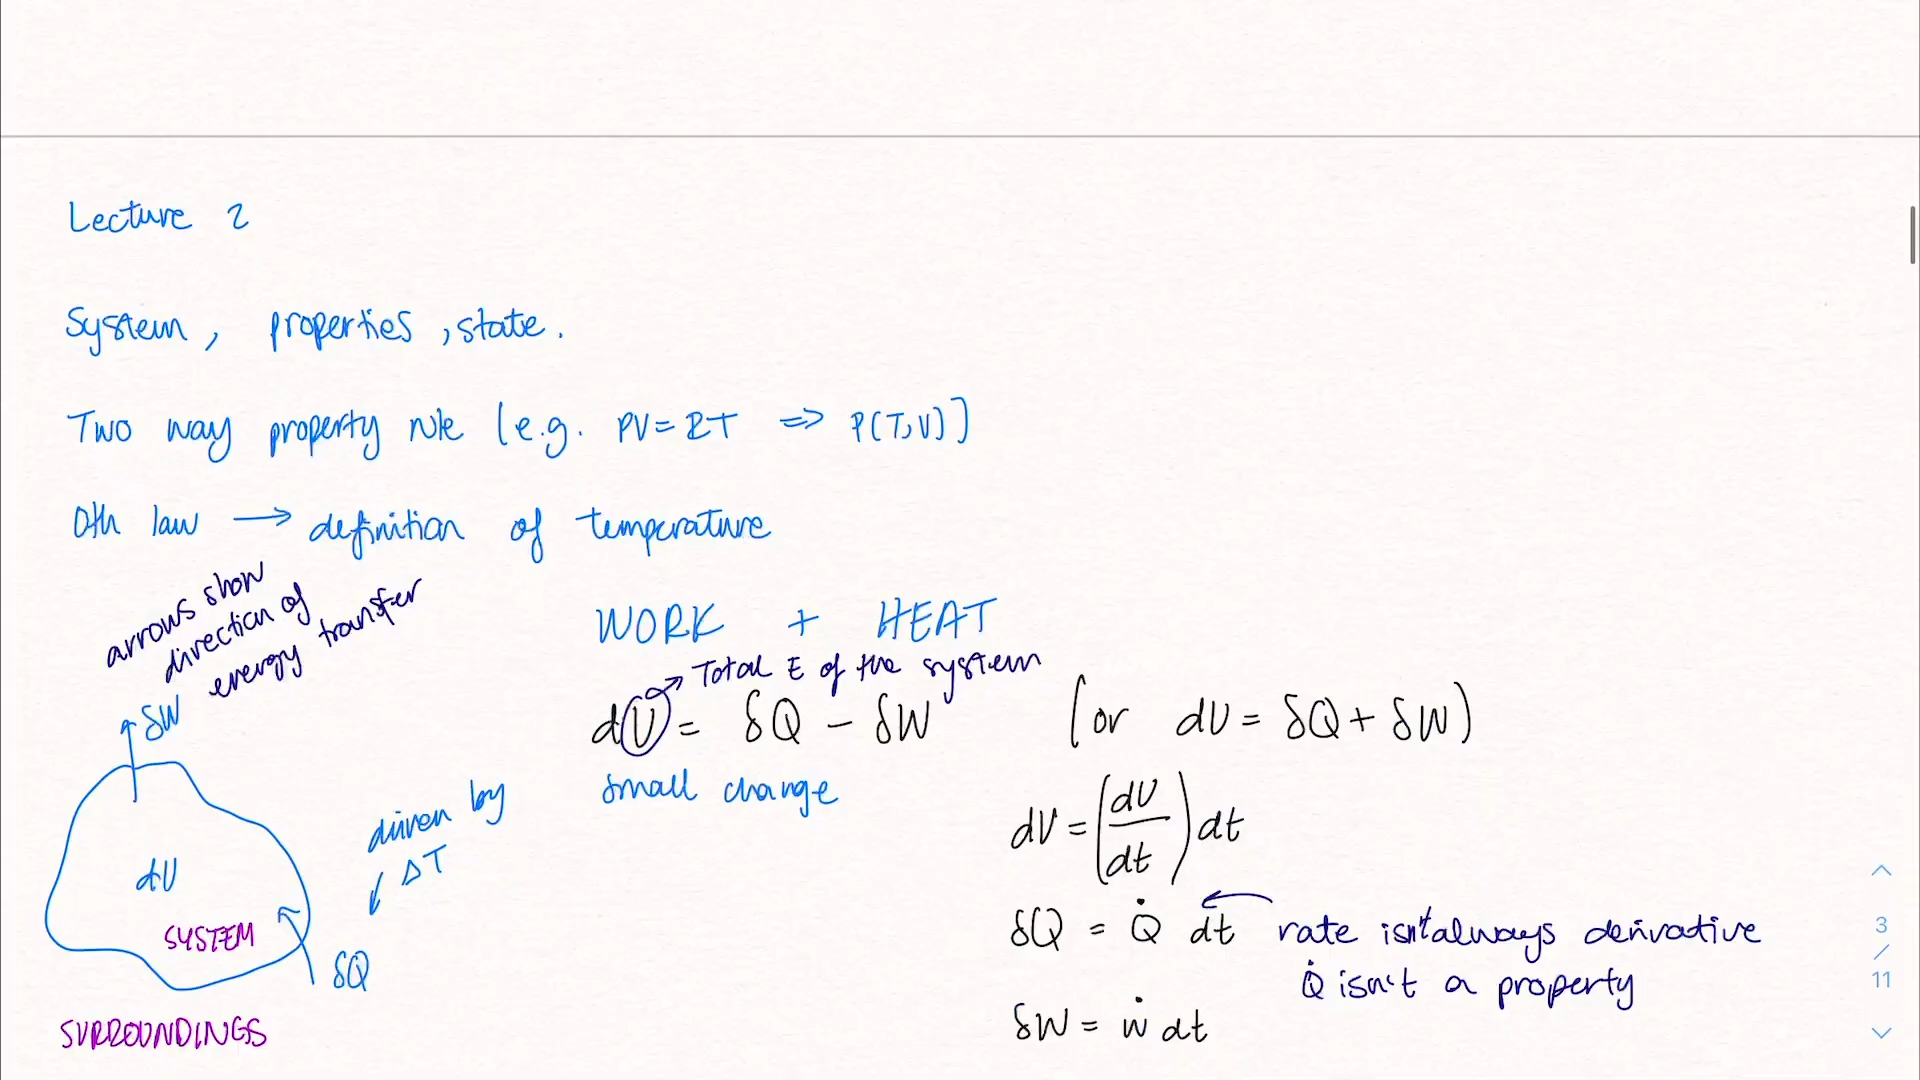 Lecture 2
System, properties, state.
Two way property rule (e.g. PV=RT => P(T,V))
0th law → definition of temperature
arrows show
direction of
energy transfer
WORK + HEAT
Total E of the system
dU = δQ − δW (or dU = δQ + δW)
δW
small change
driven by
ΔT
dU = (dU/dt) dt
dU
SYSTEM
δQ = Q̇ dt rate isn't always derivative
Q̇ isn't a property
δQ
δW = ẇ dt
SURROUNDINGS
3
/
11